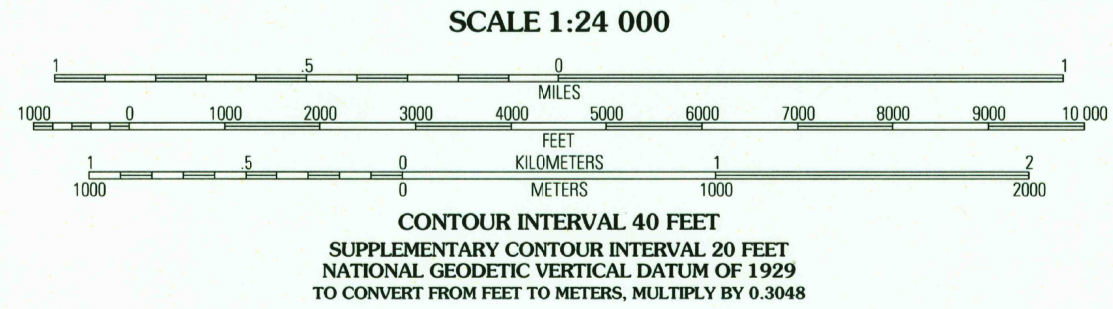 SCALE 1:24 000
1 .5 0 1
MILES
1000 0 1000 2000 3000 4000 5000 6000 7000 8000 9000 10 000
FEET
1 .5 0 KILOMETERS 1 2
1000 0 METERS 1000 2000
CONTOUR INTERVAL 40 FEET
SUPPLEMENTARY CONTOUR INTERVAL 20 FEET
NATIONAL GEODETIC VERTICAL DATUM OF 1929
TO CONVERT FROM FEET TO METERS, MULTIPLY BY 0.3048